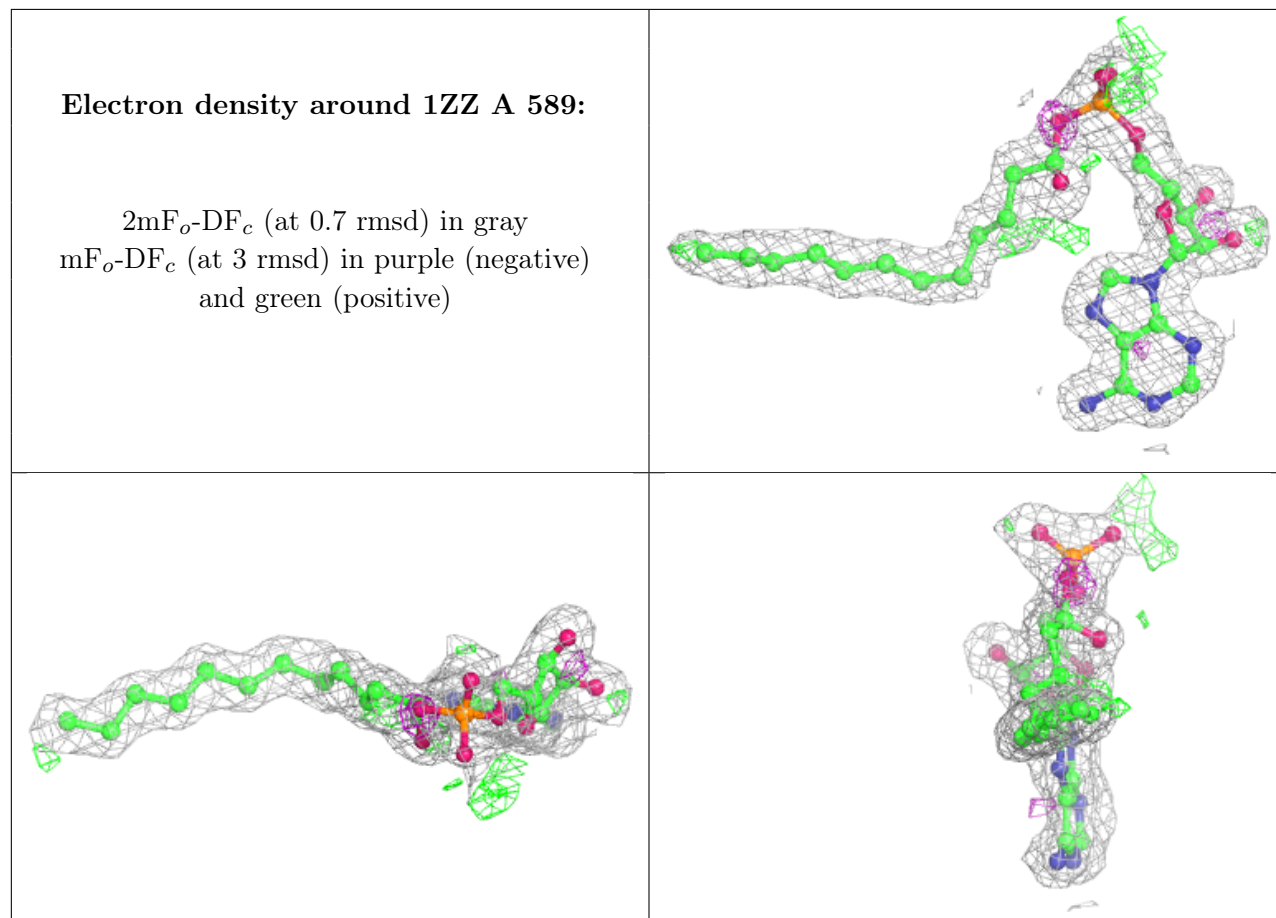 Electron density around 1ZZ A 589:
2mFo-DFc (at 0.7 rmsd) in gray
mFo-DFc (at 3 rmsd) in purple (negative)
and green (positive)